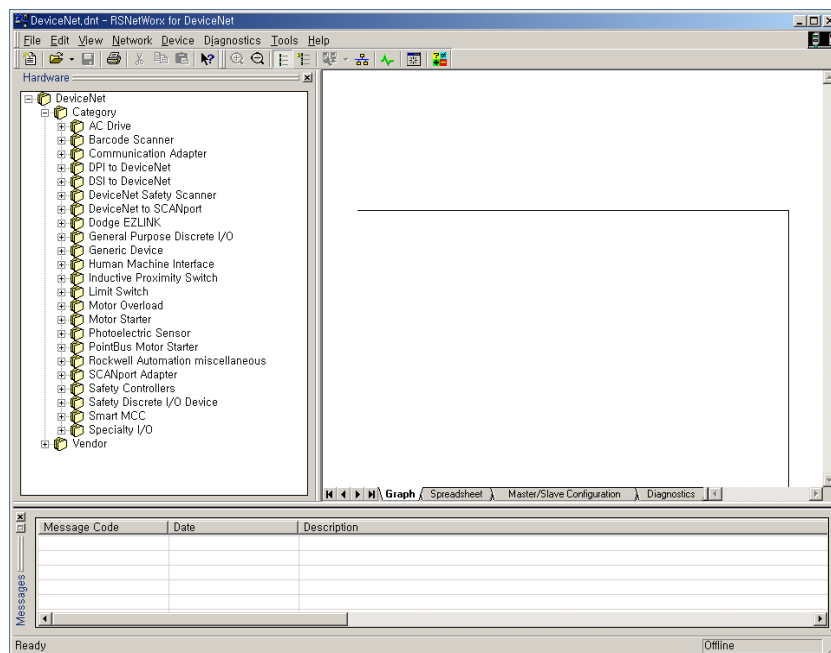 DeviceNet.dnt - RSNetWorx for DeviceNet
File Edit View Network Device Diagnostics Tools Help
Hardware
DeviceNet
Category
AC Drive
Barcode Scanner
Communication Adapter
DPI to DeviceNet
DSI to DeviceNet
DeviceNet Safety Scanner
DeviceNet to SCANport
Dodge EZLINK
General Purpose Discrete I/O
Generic Device
Human Machine Interface
Inductive Proximity Switch
Limit Switch
Motor Overload
Motor Starter
Photoelectric Sensor
PointBus Motor Starter
Rockwell Automation miscellaneous
SCANport Adapter
Safety Controllers
Safety Discrete I/O Device
Smart MCC
Specialty I/O
Vendor
Graph Spreadsheet Master/Slave Configuration Diagnostics
Messages
Message Code Date Description
Ready Offline